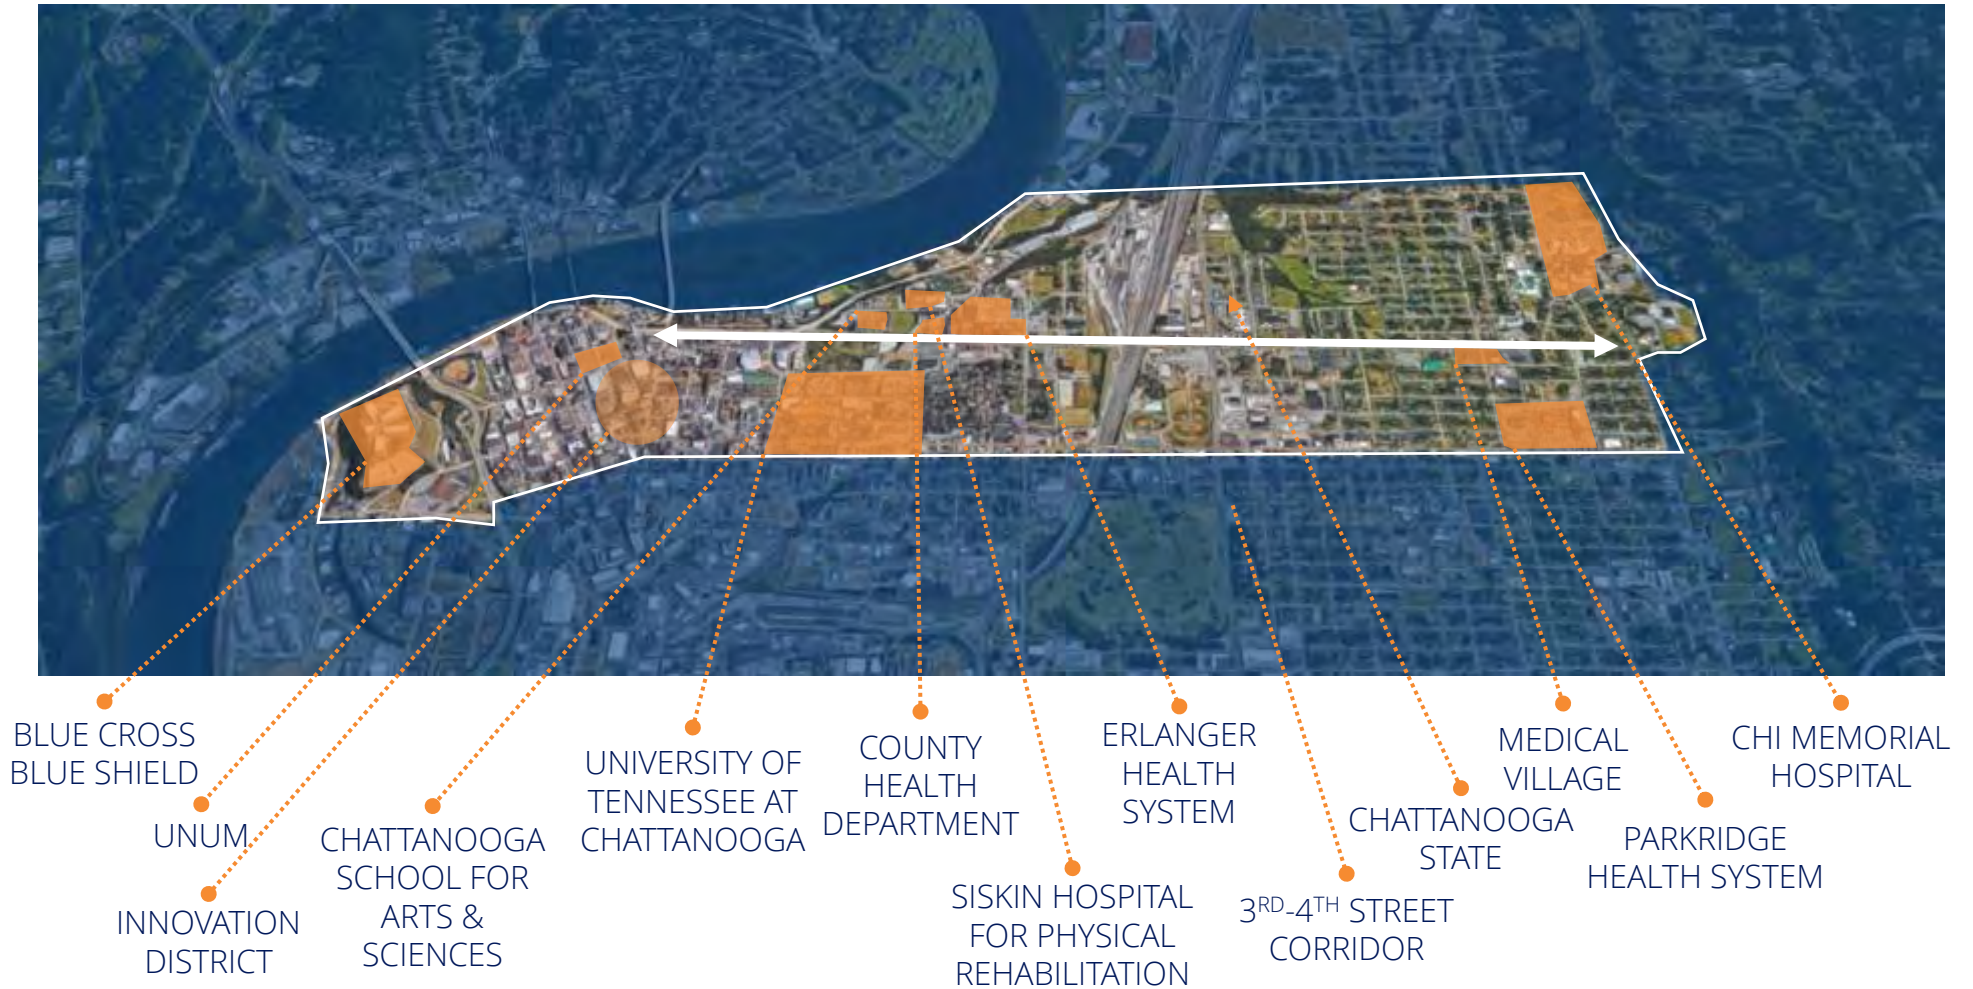 BLUE CROSS
BLUE SHIELD
UNUM
INNOVATION
DISTRICT
CHATTANOOGA
SCHOOL FOR
ARTS &
SCIENCES
UNIVERSITY OF
TENNESSEE AT
CHATTANOOGA
COUNTY
HEALTH
DEPARTMENT
SISKIN HOSPITAL
FOR PHYSICAL
REHABILITATION
ERLANGER
HEALTH
SYSTEM
3RD-4TH STREET
CORRIDOR
CHATTANOOGA
STATE
MEDICAL
VILLAGE
PARKRIDGE
HEALTH SYSTEM
CHI MEMORIAL
HOSPITAL